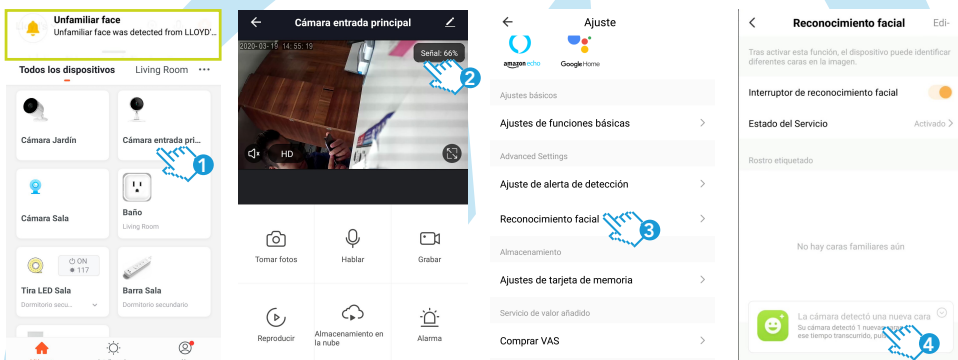 Unfamiliar face
Unfamiliar face was detected from LLOYD'...
Todos los dispositivos Living Room ...
Cámara Jardín
Cámara entrada pri...
1
Cámara Sala
Baño
Living Room
ON
117
Tira LED Sala
Dormitorio secu...
Barra Sala
Dormitorio secundario
Cámara entrada principal
2020-03-19 14:55:19
Señal: 66%
2
HD
Tomar fotos
Hablar
Grabar
Reproducir
Almacenamiento en
la nube
Alarma
Ajuste
amazon echo
Google Home
Ajustes básicos
Ajustes de funciones básicas
Advanced Settings
Ajuste de alerta de detección
Reconocimiento facial
3
Almacenamiento
Ajustes de tarjeta de memoria
Servicio de valor añadido
Comprar VAS
Reconocimiento facial Edi-
Tras activar esta función, el dispositivo puede identificar
diferentes caras en la imagen.
Interruptor de reconocimiento facial
Estado del Servicio Activado
Rostro etiquetado
No hay caras familiares aún
La cámara detectó una nueva cara
Su cámara detectó 1 nuevas
ese tiempo transcurrido,
4